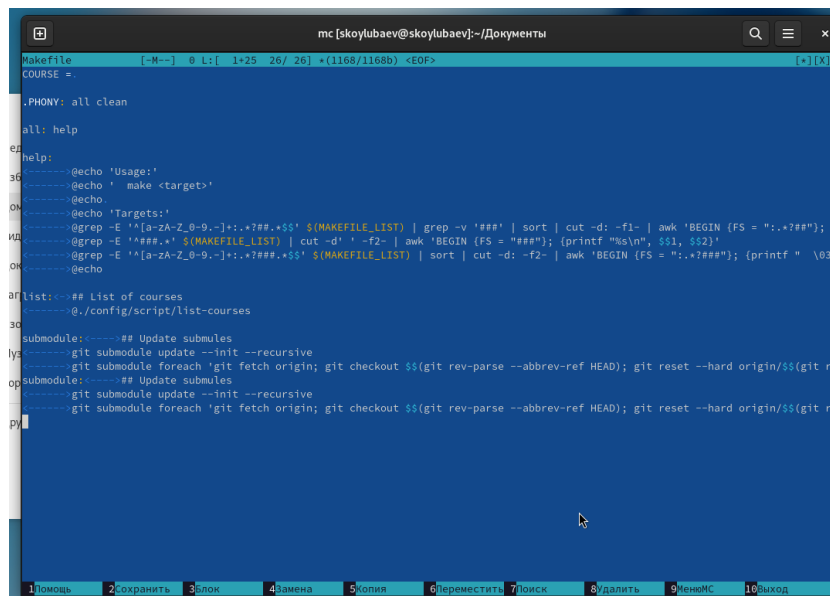 mc [skoylubaev@skoylubaev]:~/Документы
Makefile [-M--] 0 L:[ 1+25 26/ 26] *(1168/1168b) <EOF> [*][X]
COURSE =.
.PHONY: all clean
all: help
help:
<------>@echo 'Usage:'
<------>@echo '  make <target>'
<------>@echo.
<------>@echo 'Targets:'
<------>@grep -E '^[a-zA-Z_0-9.-]+:.*?##.*$$' $(MAKEFILE_LIST) | grep -v '###' | sort | cut -d: -f1- | awk 'BEGIN {FS = ":.*?##"};
<------>@grep -E '^###.*' $(MAKEFILE_LIST) | cut -d' ' -f2- | awk 'BEGIN {FS = "###"}; {printf "%s\n", $$1, $$2}'
<------>@grep -E '^[a-zA-Z_0-9.-]+:.*?###.*$$' $(MAKEFILE_LIST) | sort | cut -d: -f2- | awk 'BEGIN {FS = ":.*?###"}; {printf "  \03
<------>@echo
list:<->## List of courses
<------>@./config/script/list-courses
submodule:<---->## Update submules
<------>git submodule update --init --recursive
<------>git submodule foreach 'git fetch origin; git checkout $$(git rev-parse --abbrev-ref HEAD); git reset --hard origin/$$(git r
submodule:<---->## Update submules
<------>git submodule update --init --recursive
<------>git submodule foreach 'git fetch origin; git checkout $$(git rev-parse --abbrev-ref HEAD); git reset --hard origin/$$(git r
1Помощь 2Сохранить 3Блок 4Замена 5Копия 6Переместить 7Поиск 8Удалить 9МенюMC 10Выход